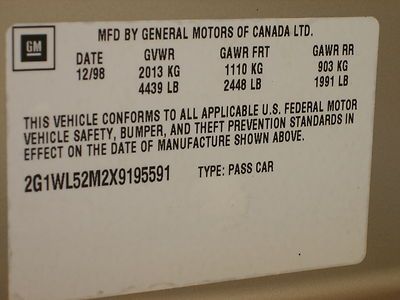 GM
MFD BY GENERAL MOTORS OF CANADA LTD.
DATE GVWR GAWR FRT GAWR RR
12/98 2013 KG 1110 KG 903 KG
4439 LB 2448 LB 1991 LB
THIS VEHICLE CONFORMS TO ALL APPLICABLE U.S. FEDERAL MOTOR
VEHICLE SAFETY, BUMPER, AND THEFT PREVENTION STANDARDS IN
EFFECT ON THE DATE OF MANUFACTURE SHOWN ABOVE.
2G1WL52M2X9195591 TYPE: PASS CAR